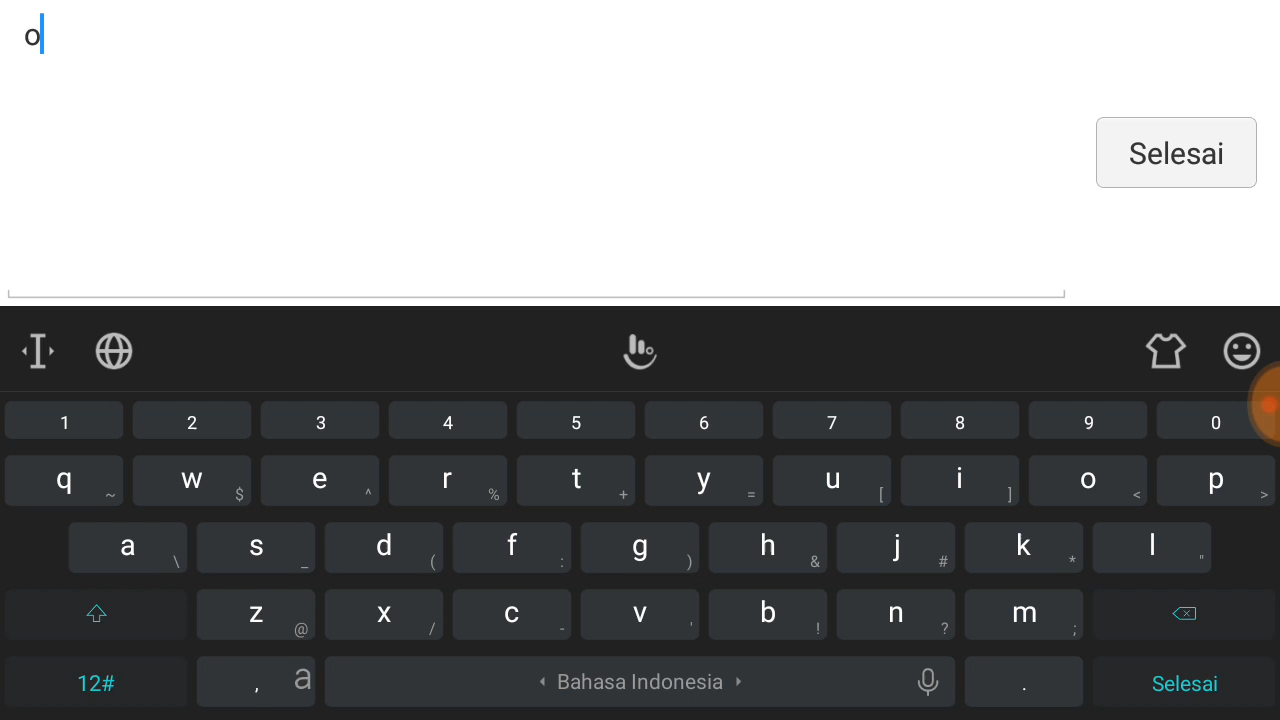 o
Selesai
1 2 3 4 5 6 7 8 9 0
q ~ w $ e ^ r % t + y = u [ i ] o < p >
a \ s _ d ( f : g ) h & j # k * l "
z @ x / c - v ' b ! n ? m ;
12# , a Bahasa Indonesia . Selesai